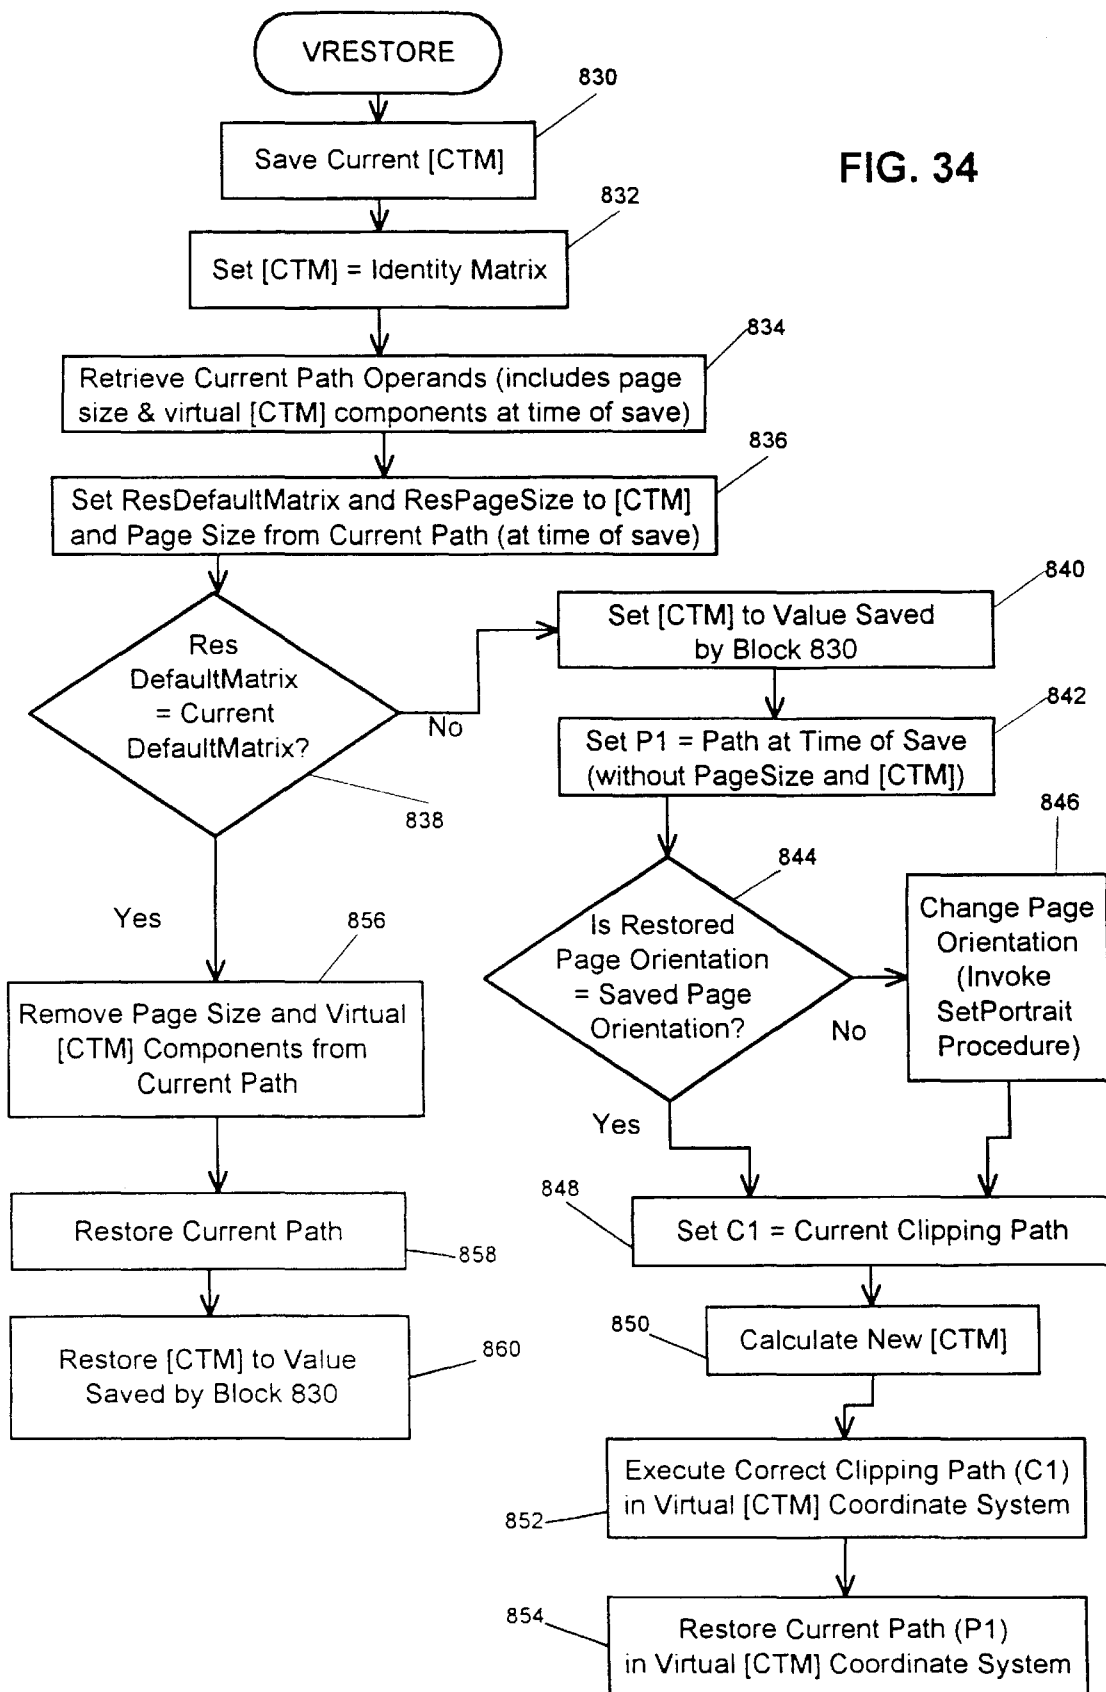 VRESTORE
830
Save Current [CTM]
FIG. 34
832
Set [CTM] = Identity Matrix
834
Retrieve Current Path Operands (includes page
size & virtual [CTM] components at time of save)
836
Set ResDefaultMatrix and ResPageSize to [CTM]
and Page Size from Current Path (at time of save)
Res
DefaultMatrix
= Current
DefaultMatrix?
No
838
840
Set [CTM] to Value Saved
by Block 830
842
Set P1 = Path at Time of Save
(without PageSize and [CTM])
844
Is Restored
Page Orientation
= Saved Page
Orientation?
No
846
Change Page
Orientation
(Invoke
SetPortrait
Procedure)
Yes
Yes
856
Remove Page Size and Virtual
[CTM] Components from
Current Path
Restore Current Path
858
Restore [CTM] to Value
Saved by Block 830
860
848
Set C1 = Current Clipping Path
850
Calculate New [CTM]
Execute Correct Clipping Path (C1)
in Virtual [CTM] Coordinate System
852
854
Restore Current Path (P1)
in Virtual [CTM] Coordinate System